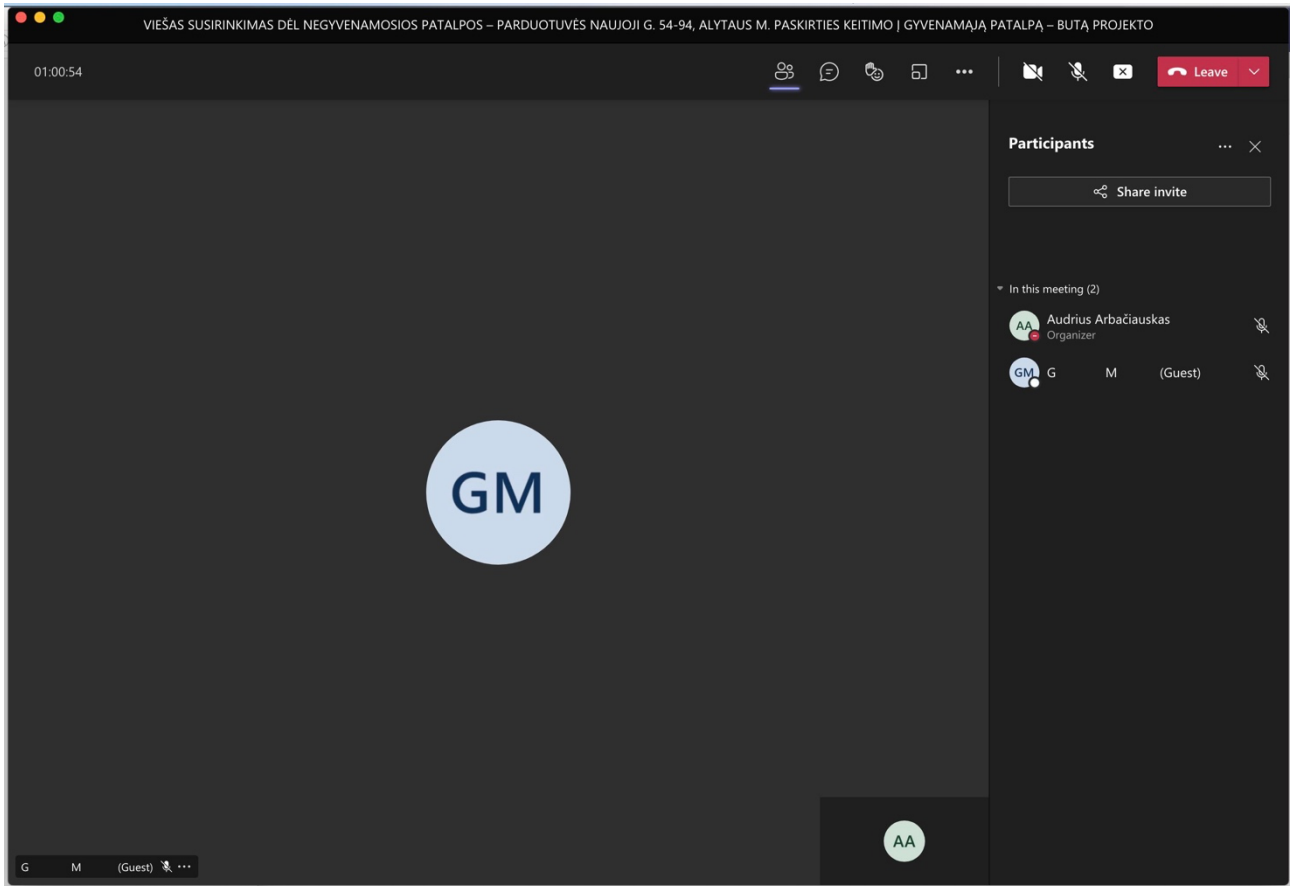 VIEŠAS SUSIRINKIMAS DĖL NEGYVENAMOSIOS PATALPOS – PARDUOTUVĖS NAUJOJI G. 54-94, ALYTAUS M. PASKIRTIES KEITIMO Į GYVENAMĄJĄ PATALPĄ – BUTĄ PROJEKTO
01:00:54
Leave
Participants
Share invite
In this meeting (2)
AA
Audrius Arbačiauskas
Organizer
GM
G M (Guest)
GM
AA
G M (Guest)